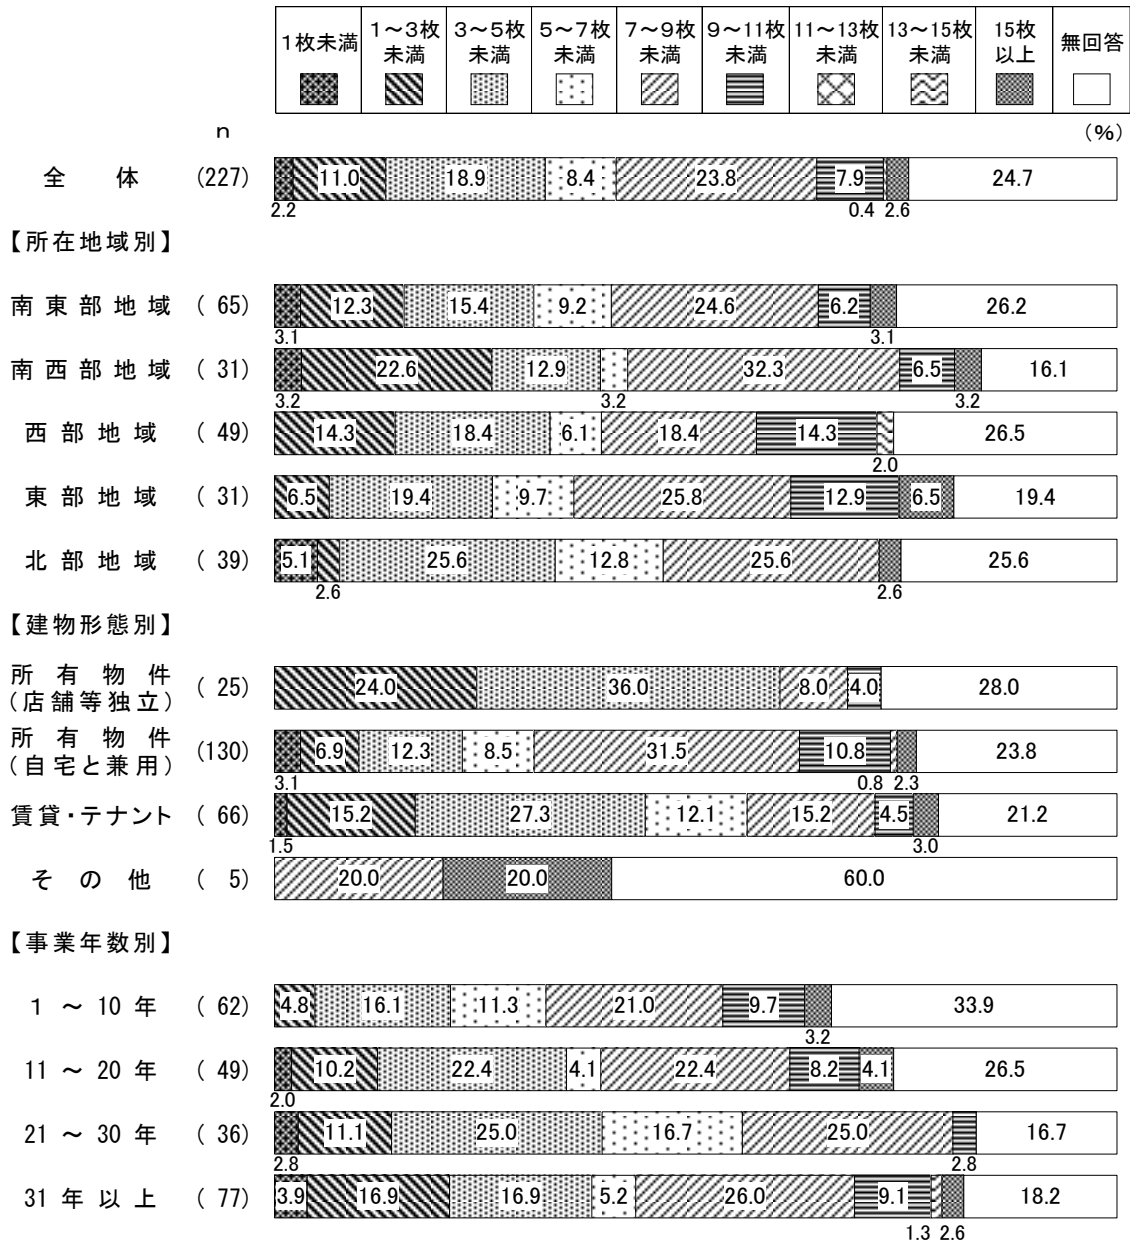 1枚未満 1～3枚未満 3～5枚未満 5～7枚未満 7～9枚未満 9～11枚未満 11～13枚未満 13～15枚未満 15枚以上 無回答
n (%)
全体 (227) 11.0 18.9 8.4 23.8 7.9 24.7
2.2 0.4 2.6
【所在地域別】
南東部地域 (65) 12.3 15.4 9.2 24.6 6.2 26.2
3.1 3.1
南西部地域 (31) 22.6 12.9 32.3 6.5 16.1
3.2 3.2 3.2
西部地域 (49) 14.3 18.4 6.1 18.4 14.3 26.5
2.0
東部地域 (31) 6.5 19.4 9.7 25.8 12.9 6.5 19.4
北部地域 (39) 5.1 25.6 12.8 25.6 25.6
2.6 2.6
【建物形態別】
所有物件
(店舗等独立) (25) 24.0 36.0 8.0 4.0 28.0
所有物件
(自宅と兼用) (130) 6.9 12.3 8.5 31.5 10.8 23.8
3.1 0.8 2.3
賃貸・テナント (66) 15.2 27.3 12.1 15.2 4.5 21.2
1.5 3.0
その他 (5) 20.0 20.0 60.0
【事業年数別】
1～10年 (62) 4.8 16.1 11.3 21.0 9.7 33.9
3.2
11～20年 (49) 10.2 22.4 4.1 22.4 8.2 4.1 26.5
2.0
21～30年 (36) 11.1 25.0 16.7 25.0 16.7
2.8 2.8
31年以上 (77) 3.9 16.9 16.9 5.2 26.0 9.1 18.2
1.3 2.6